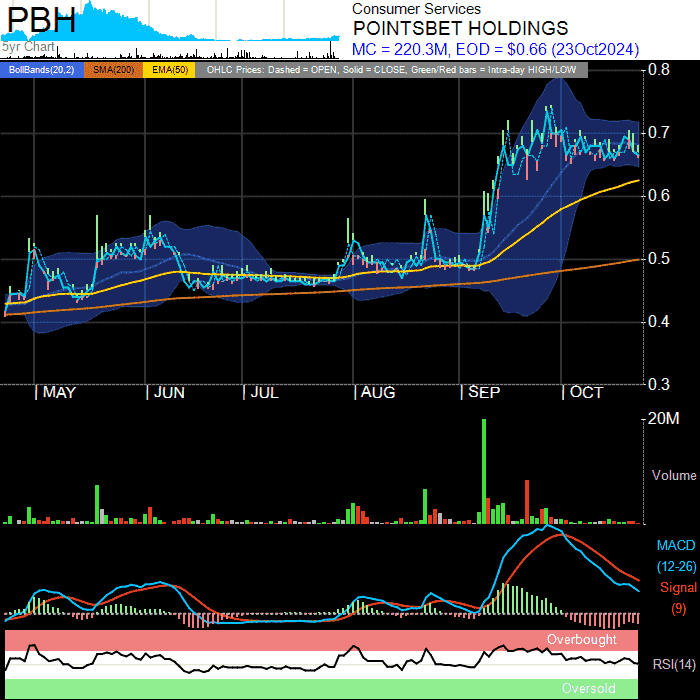 PBH
Consumer Services
POINTSBET HOLDINGS
5yr Chart
MC = 220.3M, EOD = $0.66 (23Oct2024)
BollBands(20,2) SMA(200) EMA(50) OHLC Prices: Dashed = OPEN, Solid = CLOSE, Green/Red bars = Intra-day HIGH/LOW
0.8
0.7
0.6
0.5
0.4
0.3
| MAY | JUN | JUL | AUG | SEP | OCT
20M
Volume
MACD
(12-26)
Signal
(9)
Overbought
RSI(14)
Oversold